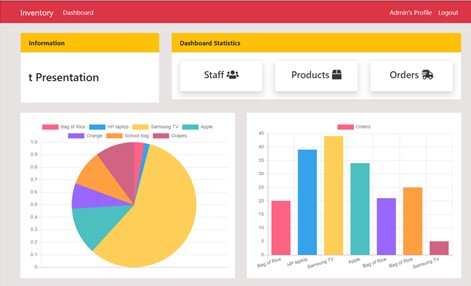 Inventory Dashboard Admin's Profile Logout
Information
t Presentation
Dashboard Statistics
Staff Products Orders
Bag of Rice HP laptop Samsung TV Apple
Orange School Bag Grapes
1.0
0.9
0.8
0.7
0.6
0.5
0.4
0.3
0.2
0.1
0
Orders
45
40
35
30
25
20
15
10
5
0
Bag of Rice HP laptop Samsung TV Apple Bag of Rice Bag of Rice Samsung TV